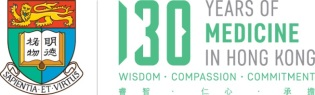 明德
格物
SAPIENTIA·ET·VIRTUS
130 YEARS OF
MEDICINE
IN HONG KONG
WISDOM · COMPASSION · COMMITMENT
睿 智 · 仁 心 · 承 擔